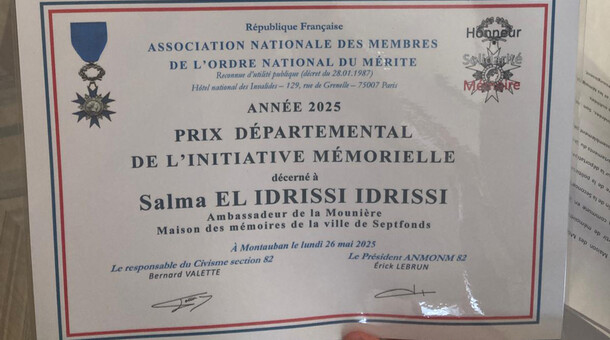 République Française
ASSOCIATION NATIONALE DES MEMBRES
DE L'ORDRE NATIONAL DU MÉRITE
Reconnue d'utilité publique (décret du 28.01.1987)
Hôtel national des Invalides – 129, rue de Grenelle – 75007 Paris
Honneur
Solidarité
Mémoire
ANNÉE 2025
PRIX DÉPARTEMENTAL
DE L'INITIATIVE MÉMORIELLE
décerné à
Salma EL IDRISSI IDRISSI
Ambassadeur de la Mounière
Maison des mémoires de la ville de Septfonds
À Montauban le lundi 26 mai 2025
Le responsable du Civisme section 82
Bernard VALETTE
Le Président ANMONM 82
Érick LEBRUN